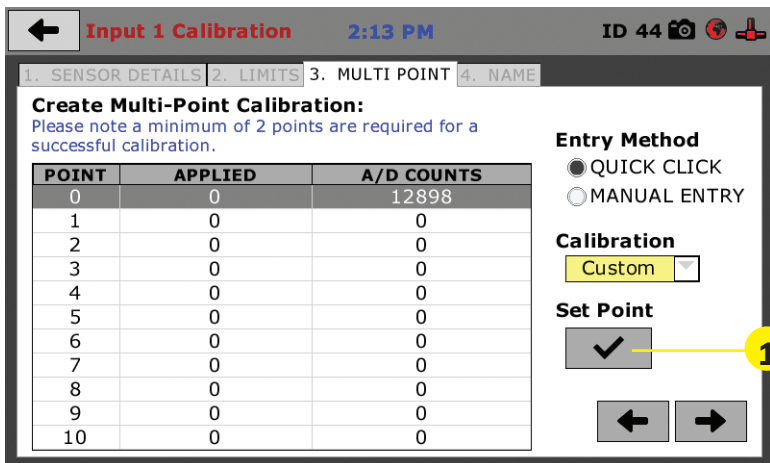 Input 1 Calibration 2:13 PM ID 44
1. SENSOR DETAILS 2. LIMITS 3. MULTI POINT 4. NAME
Create Multi-Point Calibration:
Please note a minimum of 2 points are required for a
successful calibration.
Entry Method
QUICK CLICK
MANUAL ENTRY
Calibration
Custom
Set Point
1
POINT APPLIED A/D COUNTS
0 0 12898
1 0 0
2 0 0
3 0 0
4 0 0
5 0 0
6 0 0
7 0 0
8 0 0
9 0 0
10 0 0